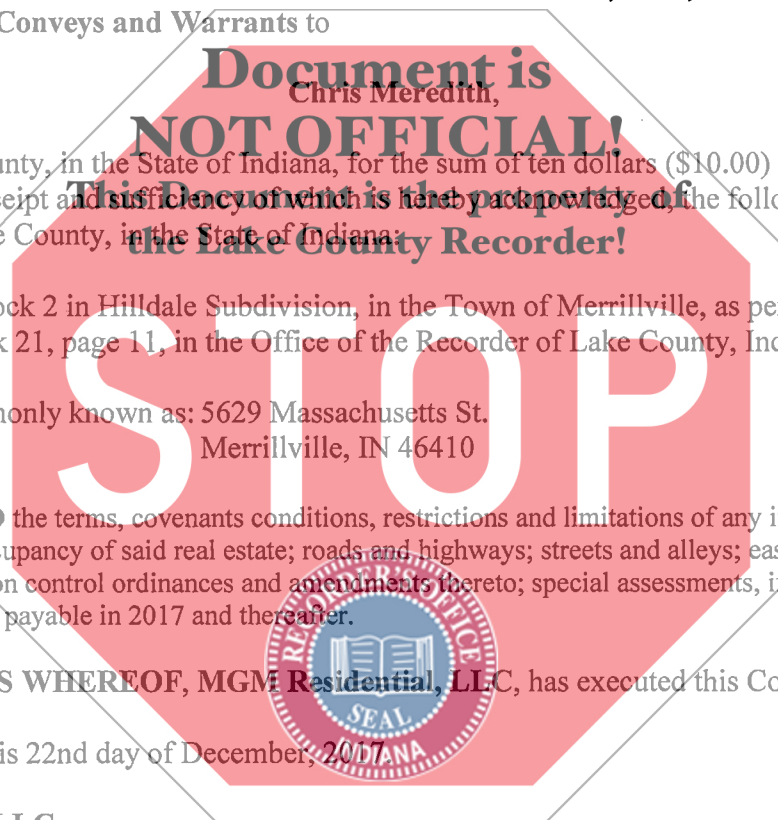 Conveys and Warrants to
Document is
Chris Meredith,
NOT OFFICIAL!
unty, in the State of Indiana, for the sum of ten dollars ($10.00)
This Document is the property of
eipt and sufficiency of which is hereby acknowledged, the follo
e County, in the State of Indiana:
the Lake County Recorder!
ock 2 in Hilldale Subdivision, in the Town of Merrillville, as pe
k 21, page 11, in the Office of the Recorder of Lake County, Ind
STOP
monly known as: 5629 Massachusetts St.
Merrillville, IN 46410
the terms, covenants conditions, restrictions and limitations of any i
upancy of said real estate; roads and highways; streets and alleys; eas
on control ordinances and amendments thereto; special assessments, i
payable in 2017 and thereafter.
RECORDER'S OFFICE
S WHEREOF, MGM Residential, LLC, has executed this Co
SEAL
INDIANA
is 22nd day of December, 2017.